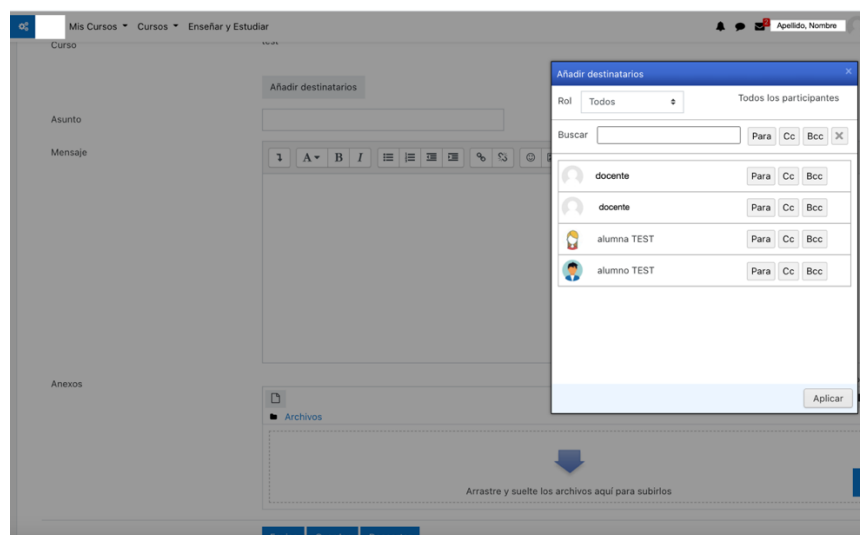 Mis Cursos Cursos Enseñar y Estudiar 2 Apellido, Nombre
Curso test
Añadir destinatarios
Asunto
Mensaje
A B I
Anexos
Archivos
Arrastre y suelte los archivos aquí para subirlos
Añadir destinatarios ×
Rol Todos Todos los participantes
Buscar Para Cc Bcc
docente Para Cc Bcc
docente Para Cc Bcc
alumna TEST Para Cc Bcc
alumno TEST Para Cc Bcc
Aplicar